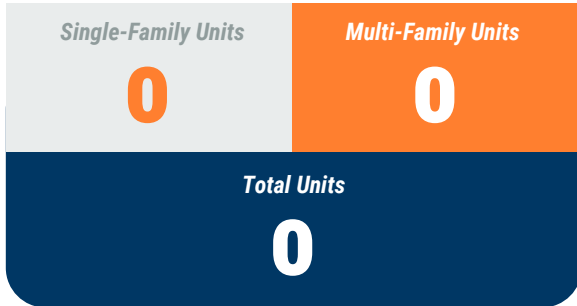 Single-Family Units
0
Multi-Family Units
0
Total Units
0